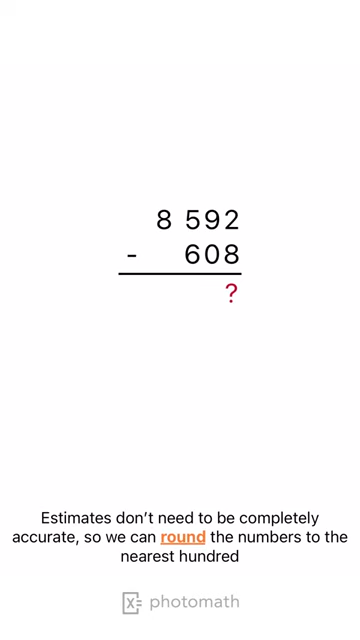 8 592
- 608
?
Estimates don’t need to be completely
accurate, so we can round the numbers to the
nearest hundred
photomath